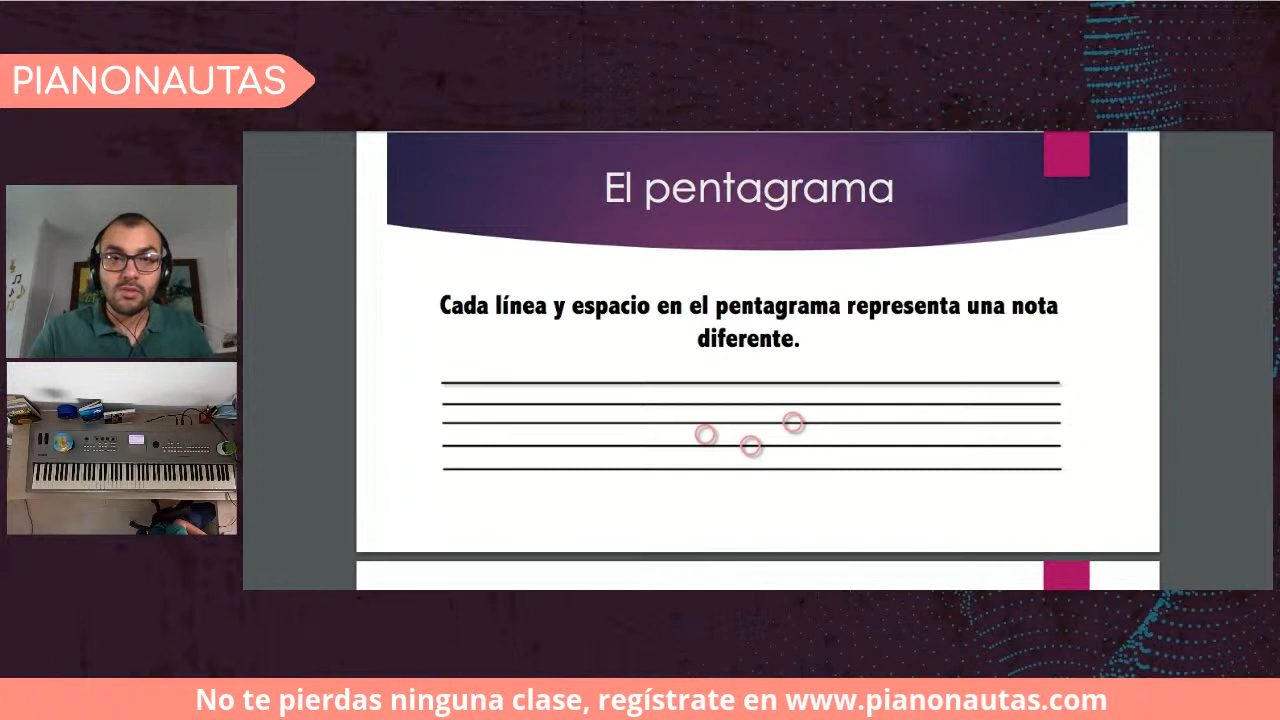 PIANONAUTAS
El pentagrama
Cada línea y espacio en el pentagrama representa una nota
diferente.
No te pierdas ninguna clase, regístrate en www.pianonautas.com